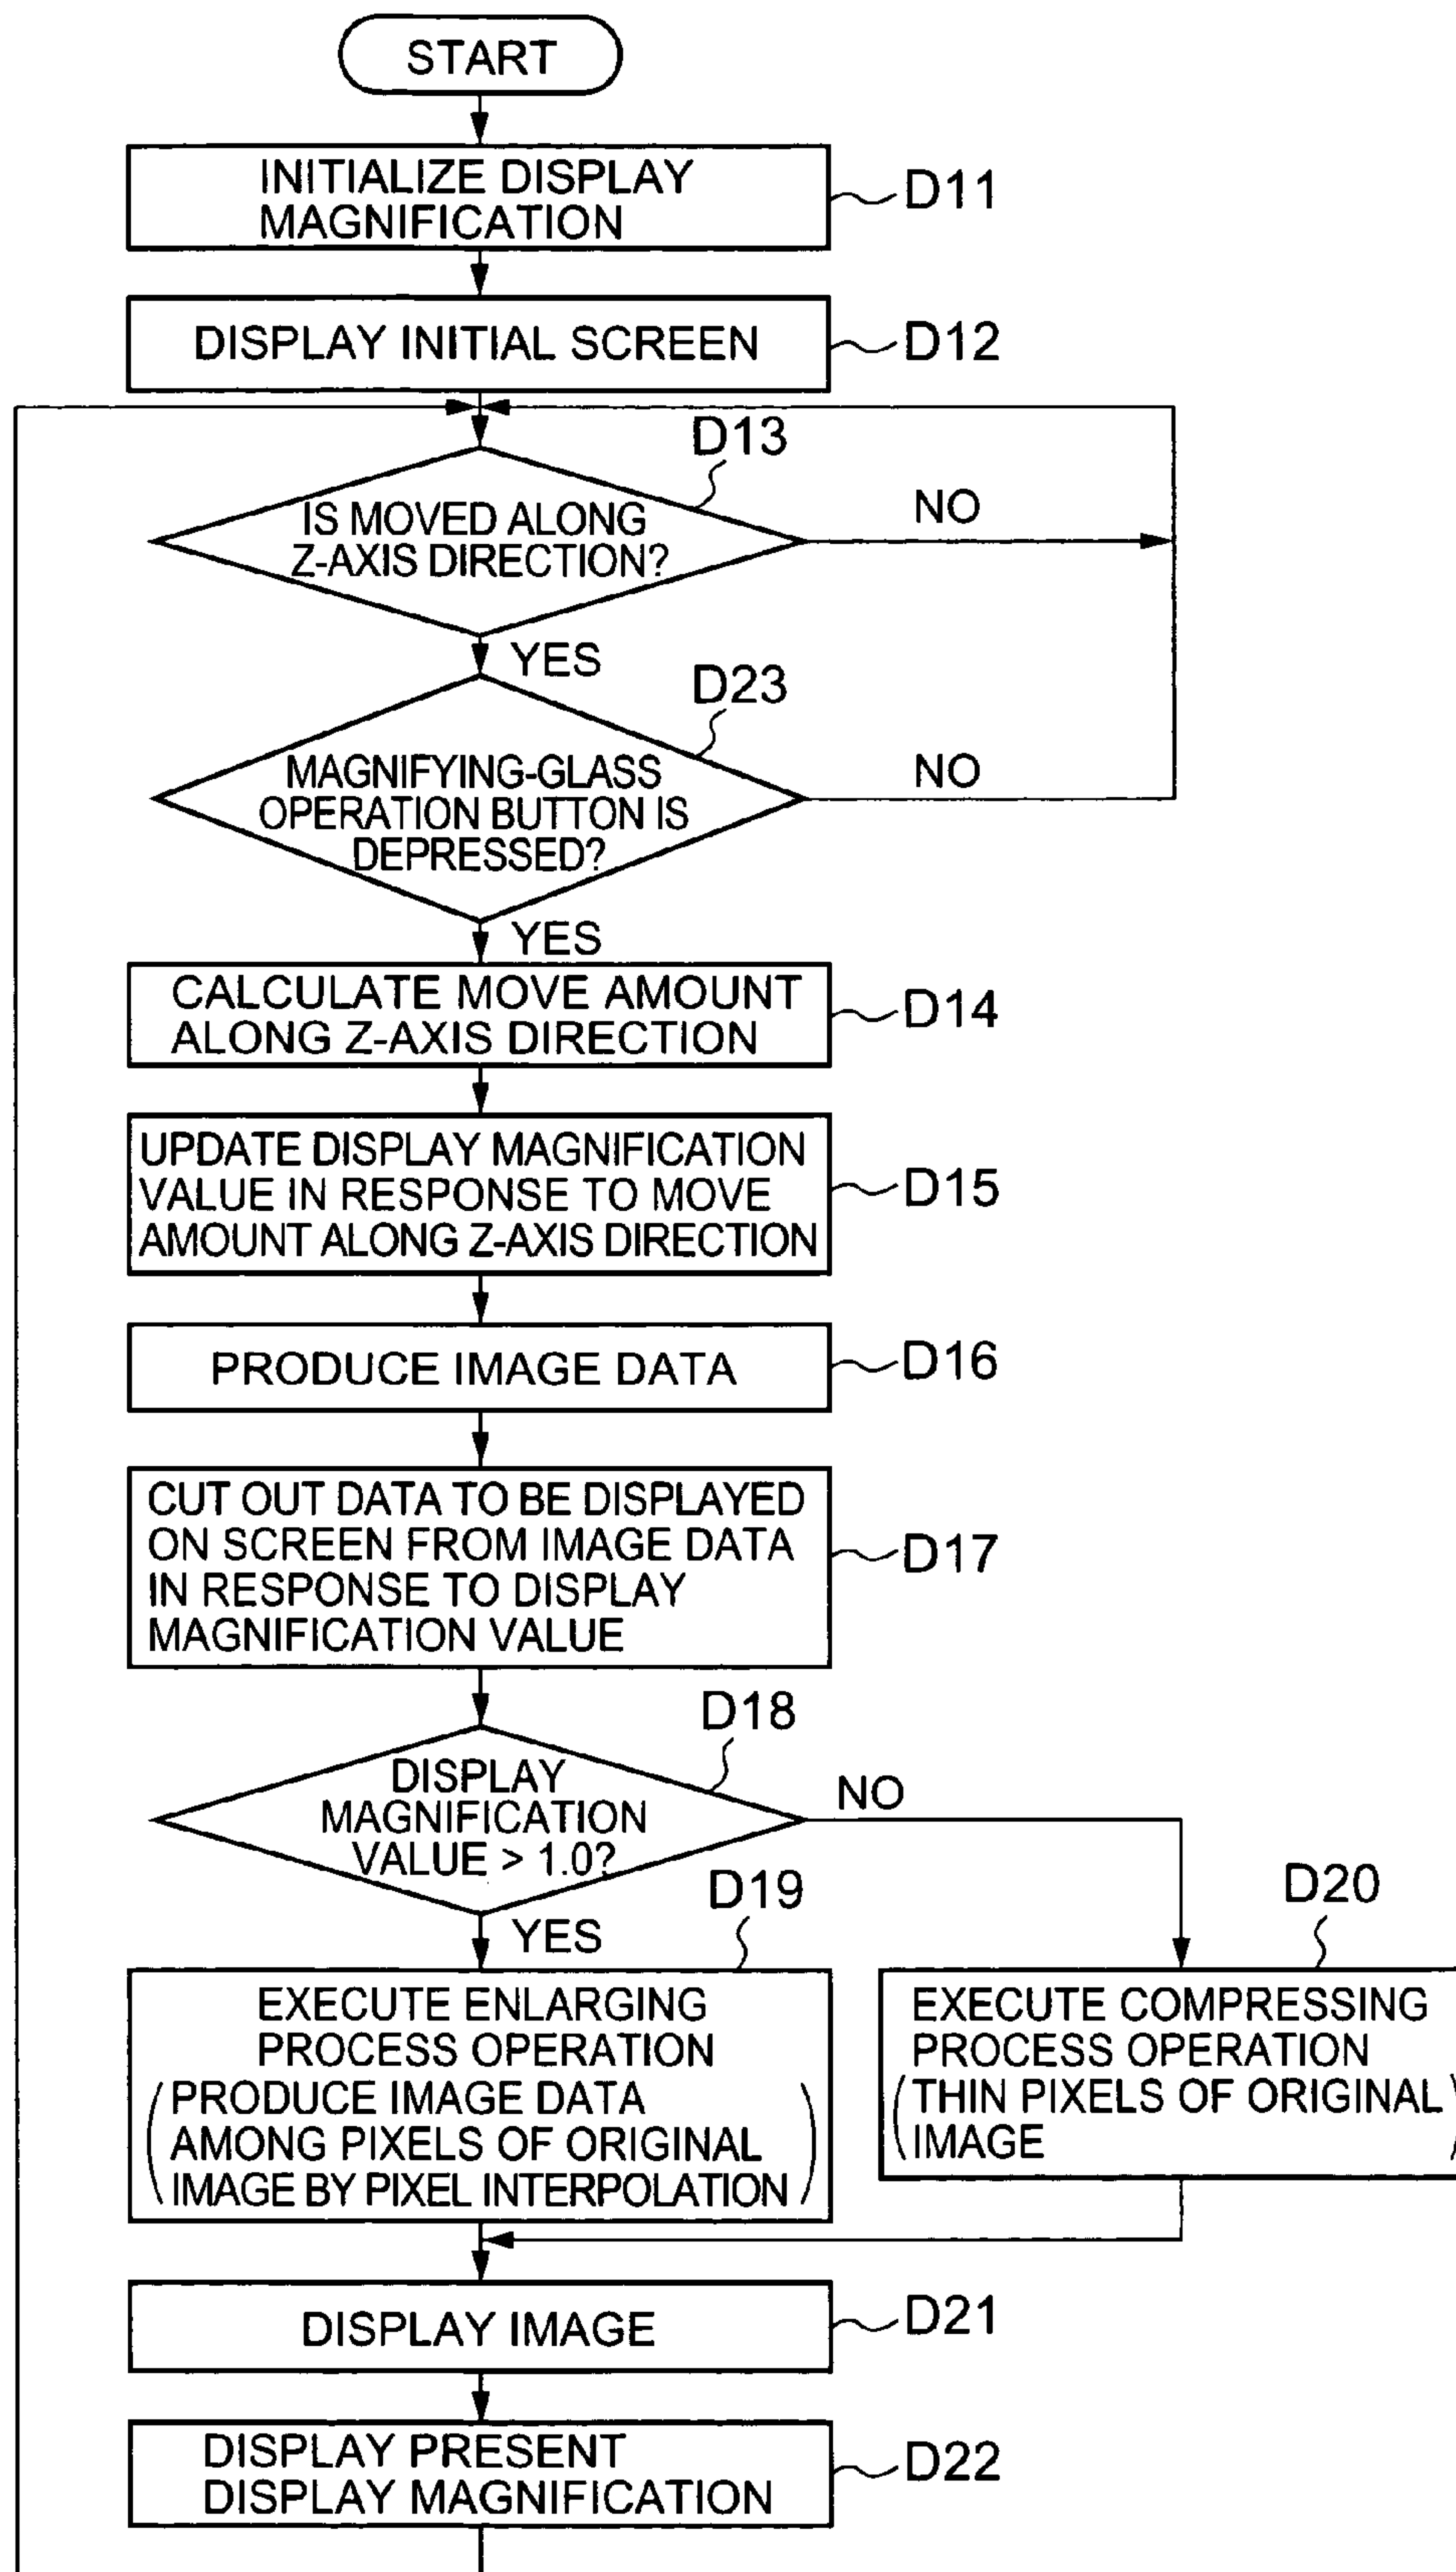 START
INITIALIZE DISPLAY
MAGNIFICATION
D11
DISPLAY INITIAL SCREEN
D12
D13
IS MOVED ALONG
Z-AXIS DIRECTION?
NO
YES
D23
MAGNIFYING-GLASS
OPERATION BUTTON IS
DEPRESSED?
NO
YES
CALCULATE MOVE AMOUNT
ALONG Z-AXIS DIRECTION
D14
UPDATE DISPLAY MAGNIFICATION
VALUE IN RESPONSE TO MOVE
AMOUNT ALONG Z-AXIS DIRECTION
D15
PRODUCE IMAGE DATA
D16
CUT OUT DATA TO BE DISPLAYED
ON SCREEN FROM IMAGE DATA
IN RESPONSE TO DISPLAY
MAGNIFICATION VALUE
D17
D18
DISPLAY
MAGNIFICATION
VALUE > 1.0?
NO
YES
D19
EXECUTE ENLARGING
PROCESS OPERATION
(PRODUCE IMAGE DATA
AMONG PIXELS OF ORIGINAL
IMAGE BY PIXEL INTERPOLATION)
D20
EXECUTE COMPRESSING
PROCESS OPERATION
(THIN PIXELS OF ORIGINAL
IMAGE)
DISPLAY IMAGE
D21
DISPLAY PRESENT
DISPLAY MAGNIFICATION
D22